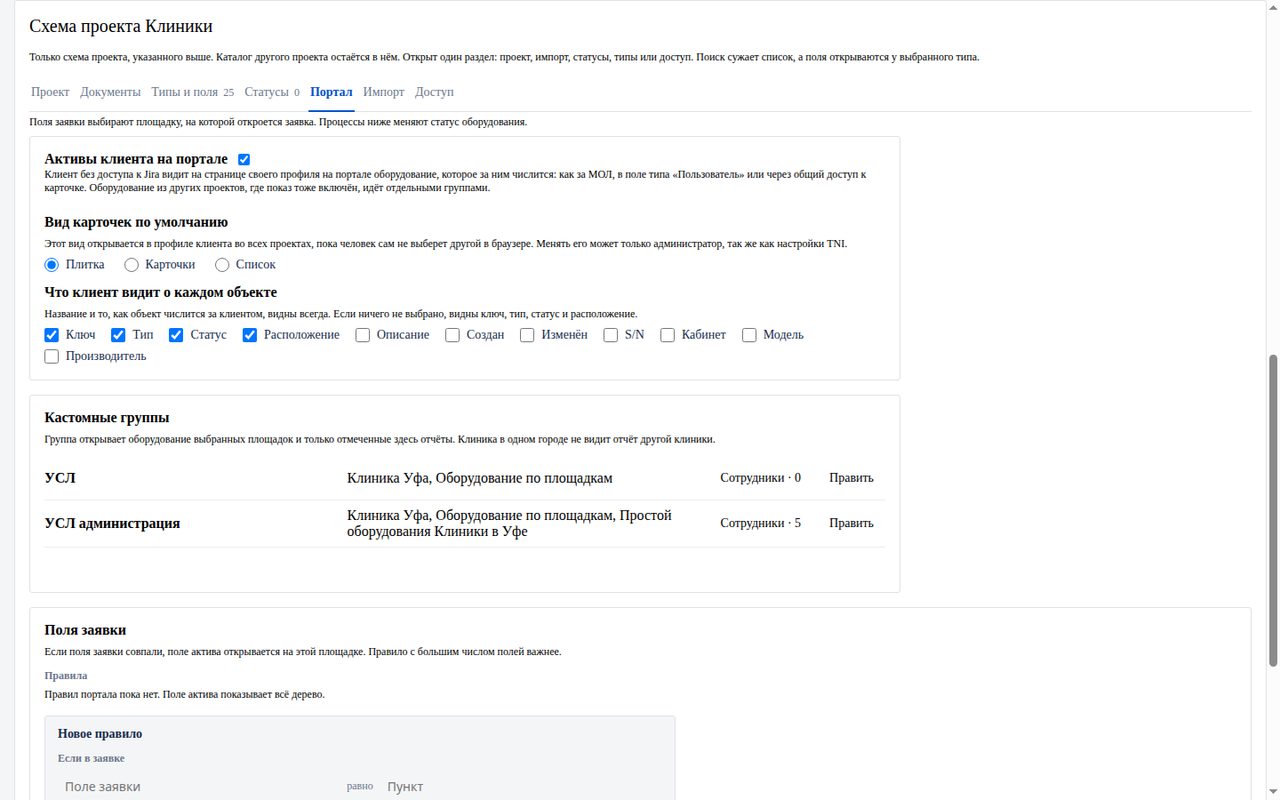 Схема проекта Клиники
Только схема проекта, указанного выше. Каталог другого проекта остаётся в нём. Открыт один раздел: проект, импорт, статусы, типы или доступ. Поиск сужает список, а поля открываются у выбранного типа.
Проект Документы Типы и поля 25 Статусы 0 Портал Импорт Доступ
Поля заявки выбирают площадку, на которой откроется заявка. Процессы ниже меняют статус оборудования.
Активы клиента на портале
Клиент без доступа к Jira видит на странице своего профиля на портале оборудование, которое за ним числится: как за МОЛ, в поле типа «Пользователь» или через общий доступ к
карточке. Оборудование из других проектов, где показ тоже включён, идёт отдельными группами.
Вид карточек по умолчанию
Этот вид открывается в профиле клиента во всех проектах, пока человек сам не выберет другой в браузере. Менять его может только администратор, так же как настройки TNI.
Плитка Карточки Список
Что клиент видит о каждом объекте
Название и то, как объект числится за клиентом, видны всегда. Если ничего не выбрано, видны ключ, тип, статус и расположение.
Ключ Тип Статус Расположение Описание Создан Изменён S/N Кабинет Модель
Производитель
Кастомные группы
Группа открывает оборудование выбранных площадок и только отмеченные здесь отчёты. Клиника в одном городе не видит отчёт другой клиники.
УСЛ Клиника Уфа, Оборудование по площадкам Сотрудники · 0 Править
УСЛ администрация Клиника Уфа, Оборудование по площадкам, Простой оборудования Клиники в Уфе Сотрудники · 5 Править
Поля заявки
Если поля заявки совпали, поле актива открывается на этой площадке. Правило с большим числом полей важнее.
Правила
Правил портала пока нет. Поле актива показывает всё дерево.
Новое правило
Если в заявке
Поле заявки равно Пункт